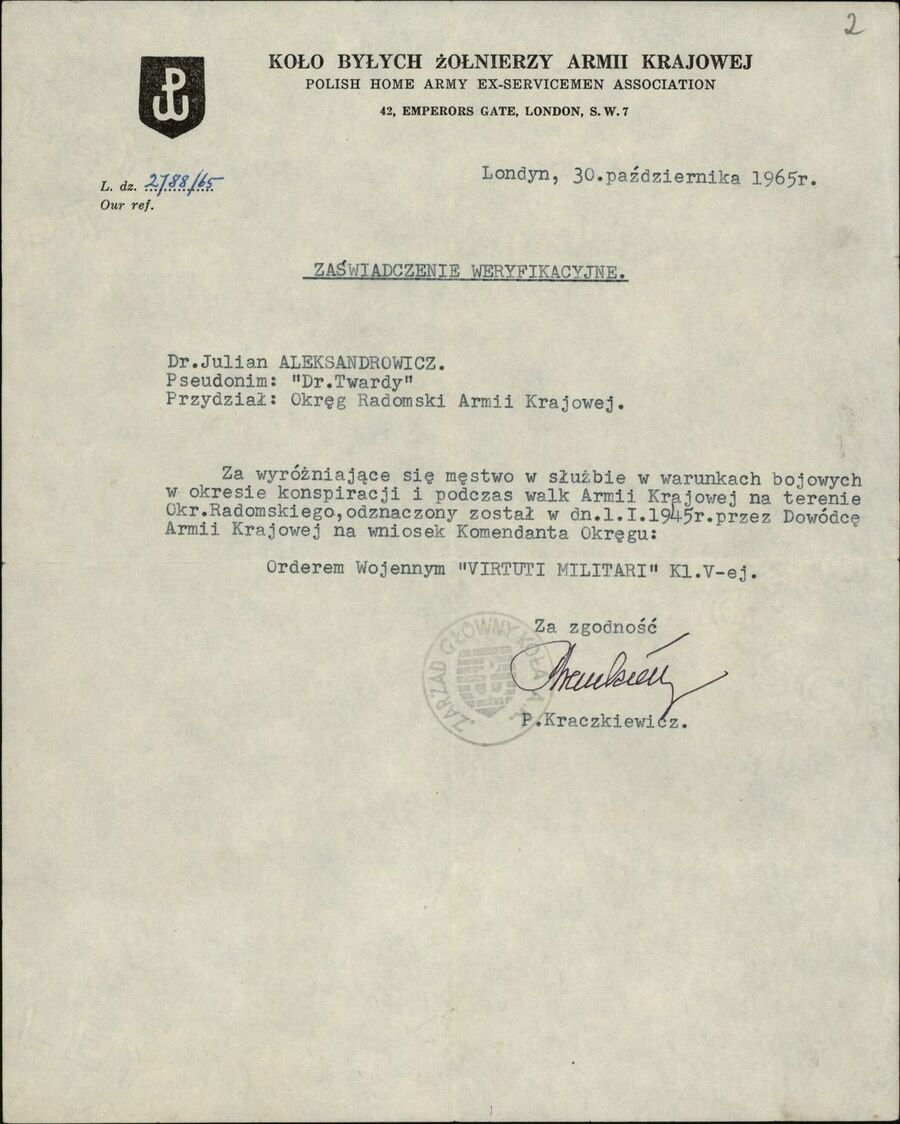 2
KOŁO BYŁYCH ŻOŁNIERZY ARMII KRAJOWEJ
POLISH HOME ARMY EX-SERVICEMEN ASSOCIATION
42, EMPERORS GATE, LONDON, S. W. 7
L. dz. 2788/65
Our ref.
Londyn, 30.października 1965r.
ZAŚWIADCZENIE WERYFIKACYJNE.
Dr.Julian ALEKSANDROWICZ.
Pseudonim: "Dr.Twardy"
Przydział: Okręg Radomski Armii Krajowej.
Za wyróżniające się męstwo w służbie w warunkach bojowych
w okresie konspiracji i podczas walk Armii Krajowej na terenie
Okr.Radomskiego,odznaczony został w dn.1.I.1945r.przez Dowódcę
Armii Krajowej na wniosek Komendanta Okręgu:
Orderem Wojennym "VIRTUTI MILITARI" Kl.V-ej.
Za zgodność
ZARZĄD GŁÓWNY KOŁA A.K.
P.Kraczkiewicz.